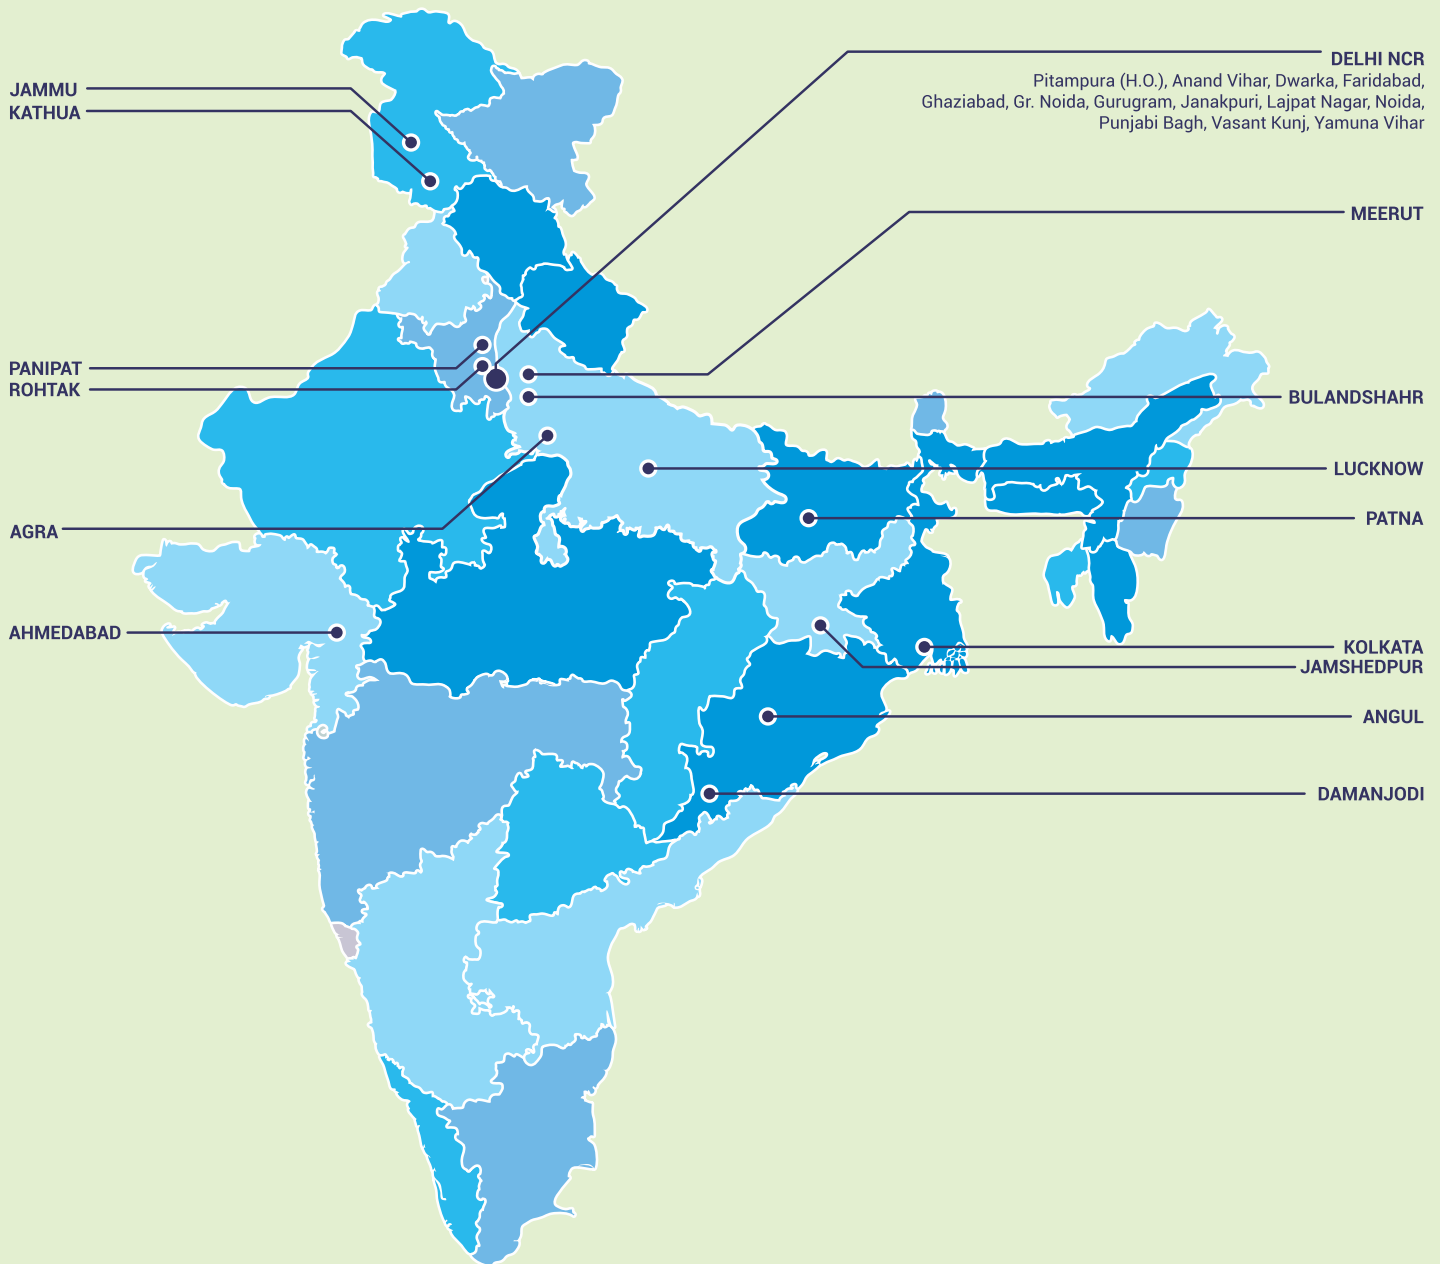 JAMMU
KATHUA
PANIPAT
ROHTAK
AGRA
AHMEDABAD
DELHI NCR
Pitampura (H.O.), Anand Vihar, Dwarka, Faridabad,
Ghaziabad, Gr. Noida, Gurugram, Janakpuri, Lajpat Nagar, Noida,
Punjabi Bagh, Vasant Kunj, Yamuna Vihar
MEERUT
BULANDSHAHR
LUCKNOW
PATNA
KOLKATA
JAMSHEDPUR
ANGUL
DAMANJODI